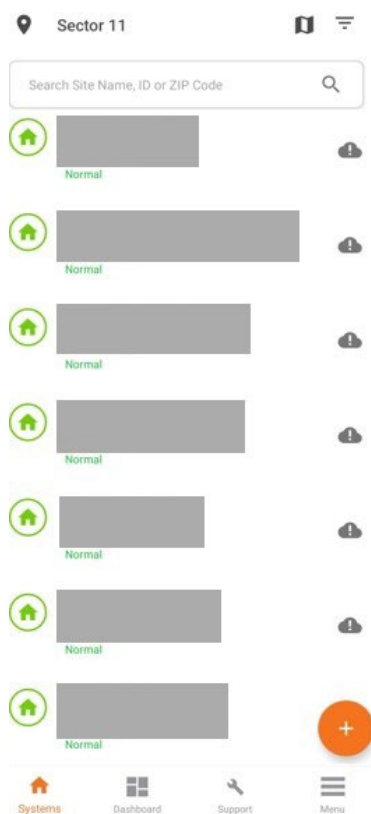 Sector 11
Search Site Name, ID or ZIP Code
Normal
Normal
Normal
Normal
Normal
Normal
Normal
Systems Dashboard Support Menu